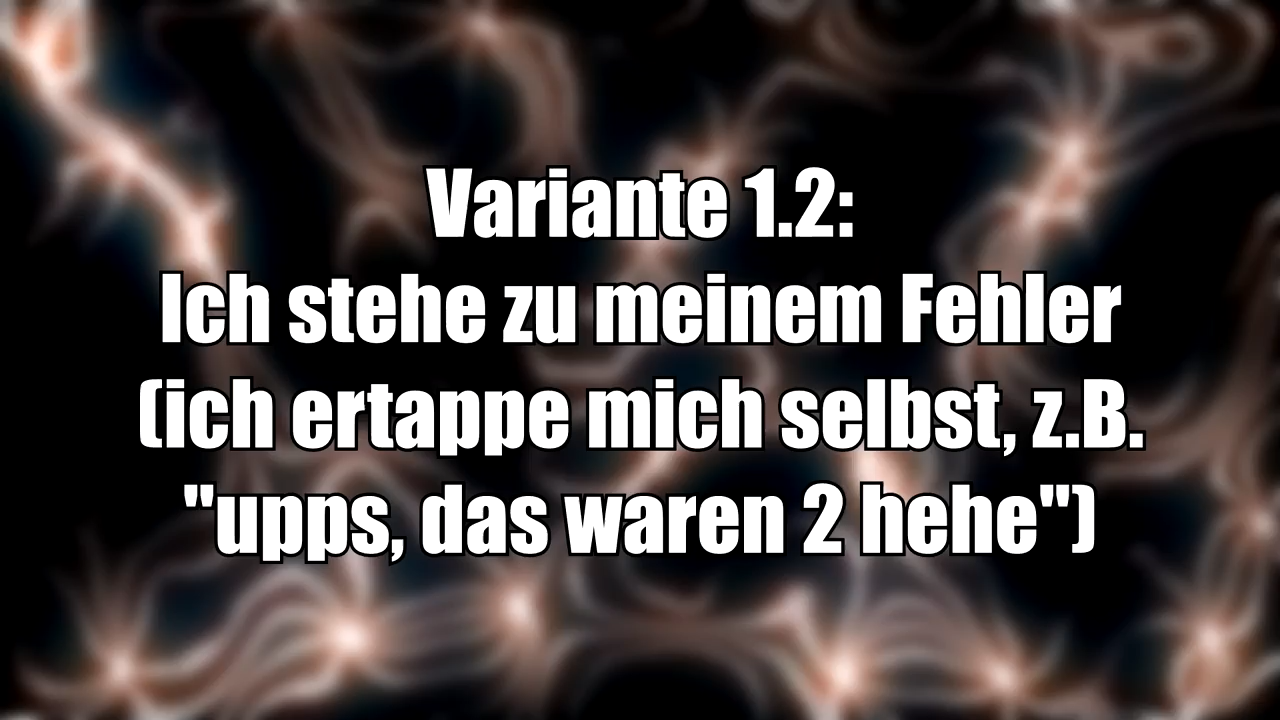 Variante 1.2:
Ich stehe zu meinem Fehler
(ich ertappe mich selbst, z.B.
"upps, das waren 2 hehe")